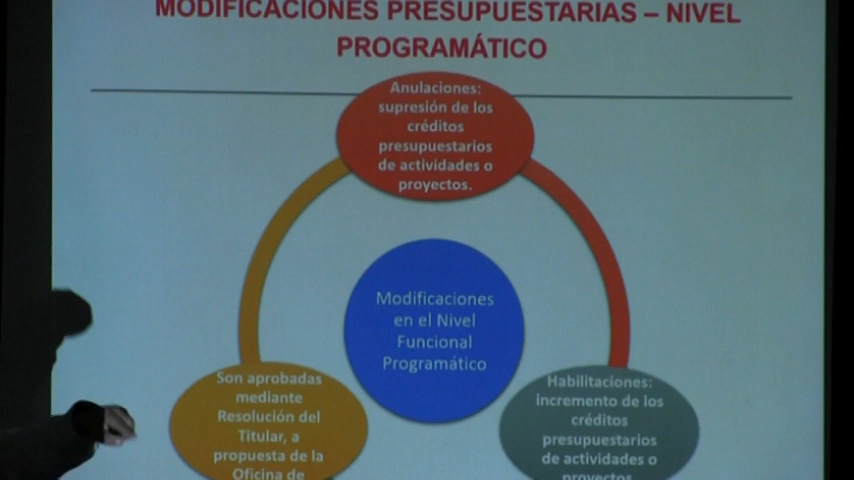 MODIFICACIONES PRESUPUESTARIAS – NIVEL
PROGRAMÁTICO
Anulaciones:
supresión de los
créditos
presupuestarios
de actividades o
proyectos.
Modificaciones
en el Nivel
Funcional
Programático
Son aprobadas
mediante
Resolución del
Titular, a
propuesta de la
Oficina de
Habilitaciones:
incremento de los
créditos
presupuestarios
de actividades o
proyectos.